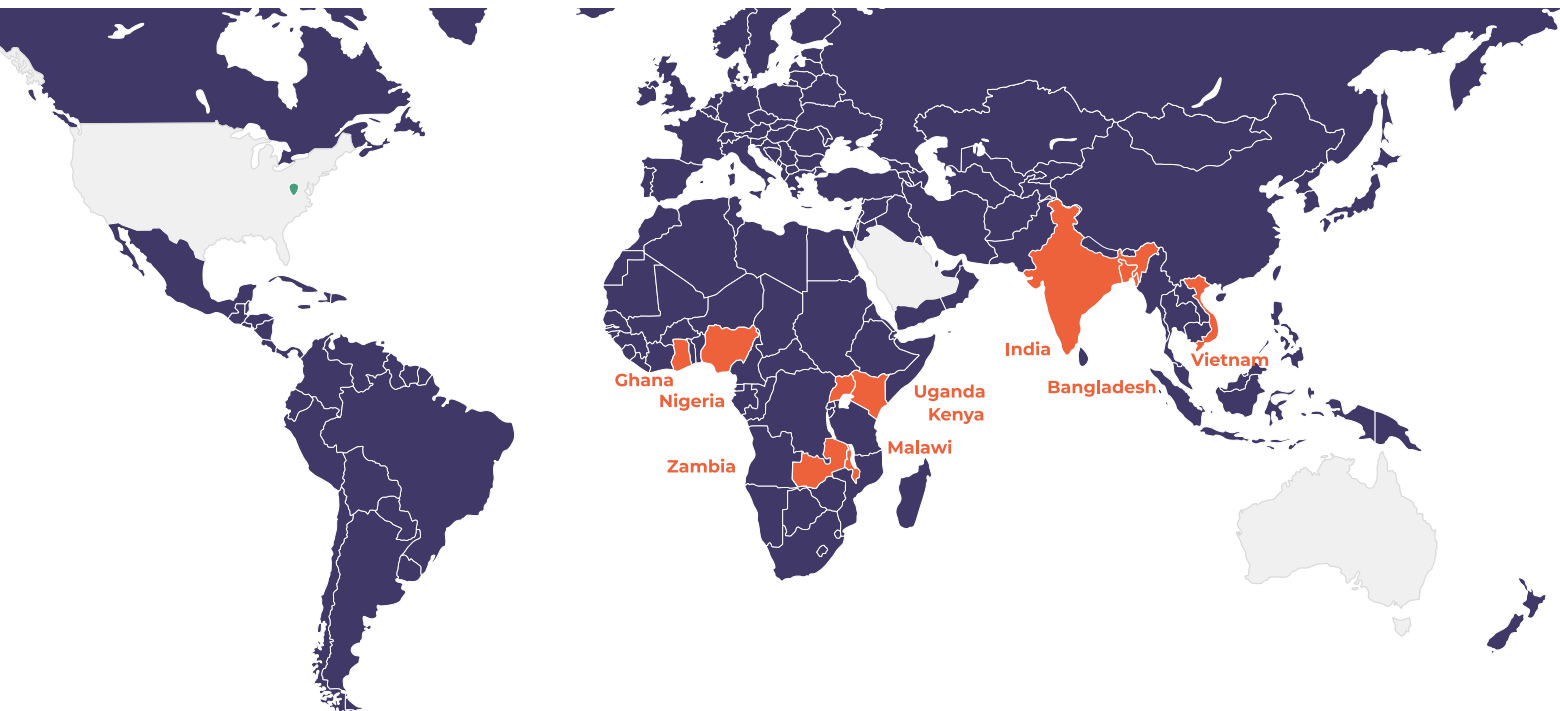 India
Vietnam
Ghana
Bangladesh
Uganda
Nigeria
Kenya
Malawi
Zambia